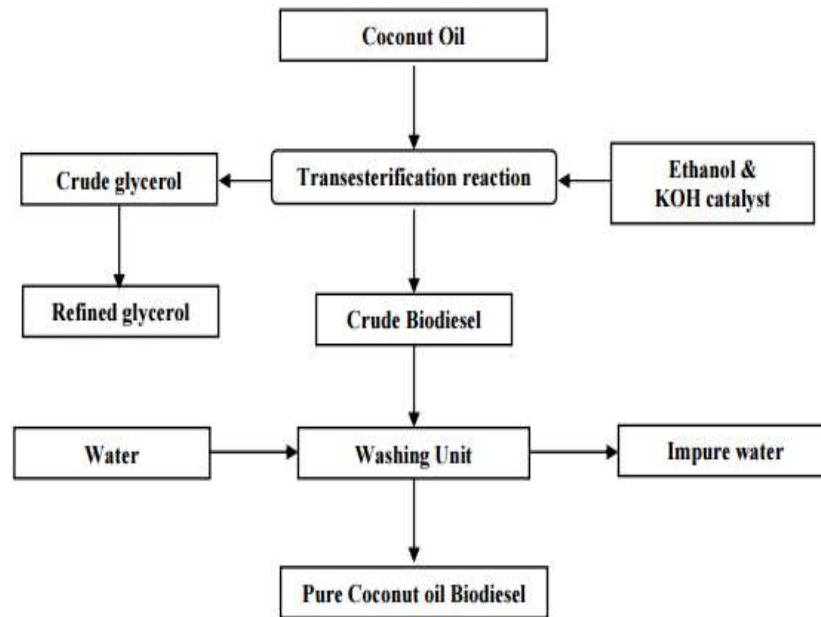 Coconut Oil
Crude glycerol
Transesterification reaction
Ethanol &
KOH catalyst
Refined glycerol
Crude Biodiesel
Water
Washing Unit
Impure water
Pure Coconut oil Biodiesel